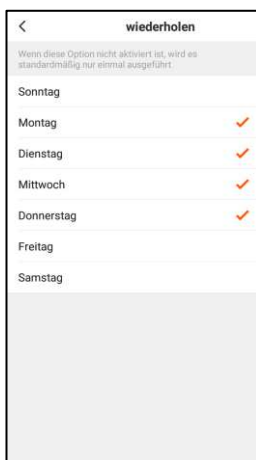 wiederholen
Wenn diese Option nicht aktiviert ist, wird es
standardmäßig nur einmal ausgeführt
Sonntag
Montag
Dienstag
Mittwoch
Donnerstag
Freitag
Samstag